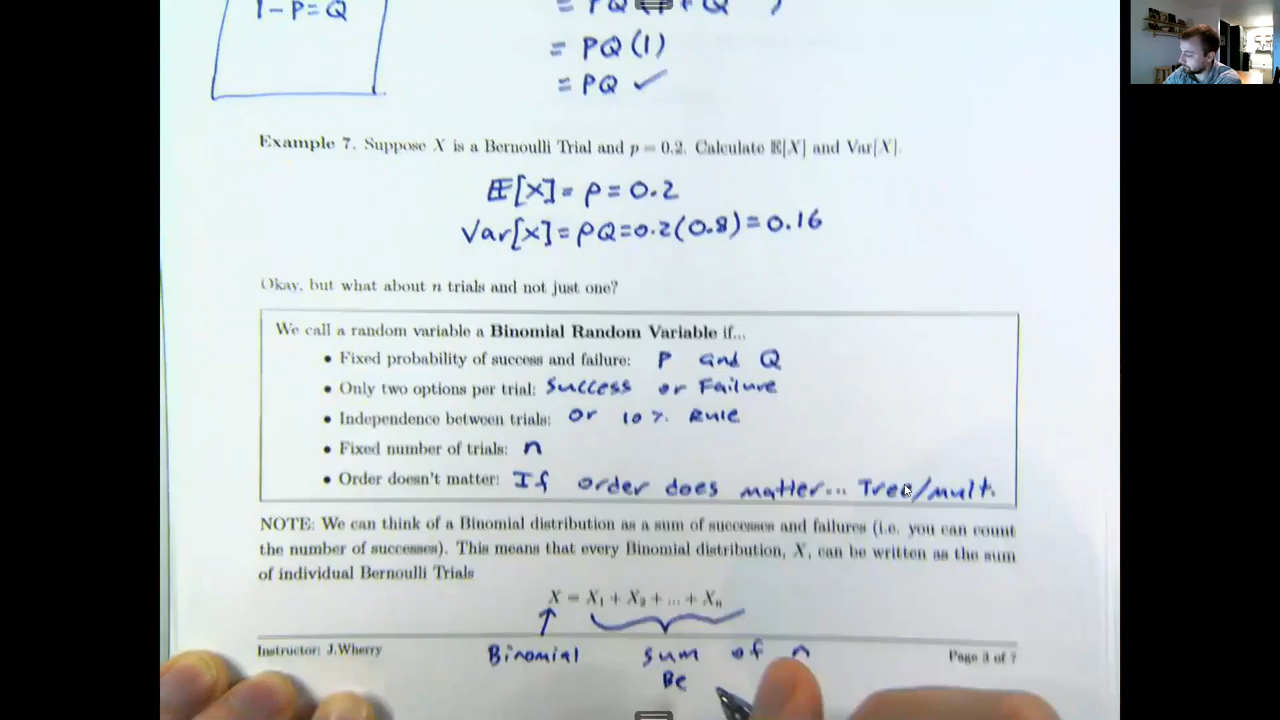 1-P=Q
= PQ (1)
= PQ ✓
Example 7. Suppose X is a Bernoulli Trial and p = 0.2. Calculate 𝔼[X] and Var[X].
𝔼[X] = p = 0.2
Var[X] = pQ = 0.2(0.8) = 0.16
Okay, but what about n trials and not just one?
We call a random variable a Binomial Random Variable if...
• Fixed probability of success and failure: P and Q
• Only two options per trial: Success or Failure
• Independence between trials: or 10% Rule
• Fixed number of trials: n
• Order doesn't matter: If order does matter... Tree/mult.
NOTE: We can think of a Binomial distribution as a sum of successes and failures (i.e. you can count
the number of successes). This means that every Binomial distribution, X, can be written as the sum
of individual Bernoulli Trials
X = X₁ + X₂ + ... + Xₙ
Instructor: J.Wherry
Binomial sum of n
Be
Page 3 of 7